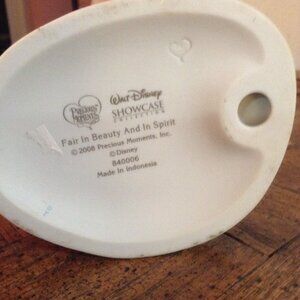 Precious Moments
Walt Disney
SHOWCASE
COLLECTION
Fair In Beauty And In Spirit
© 2008 Precious Moments, Inc.
©Disney
840006
Made in Indonesia